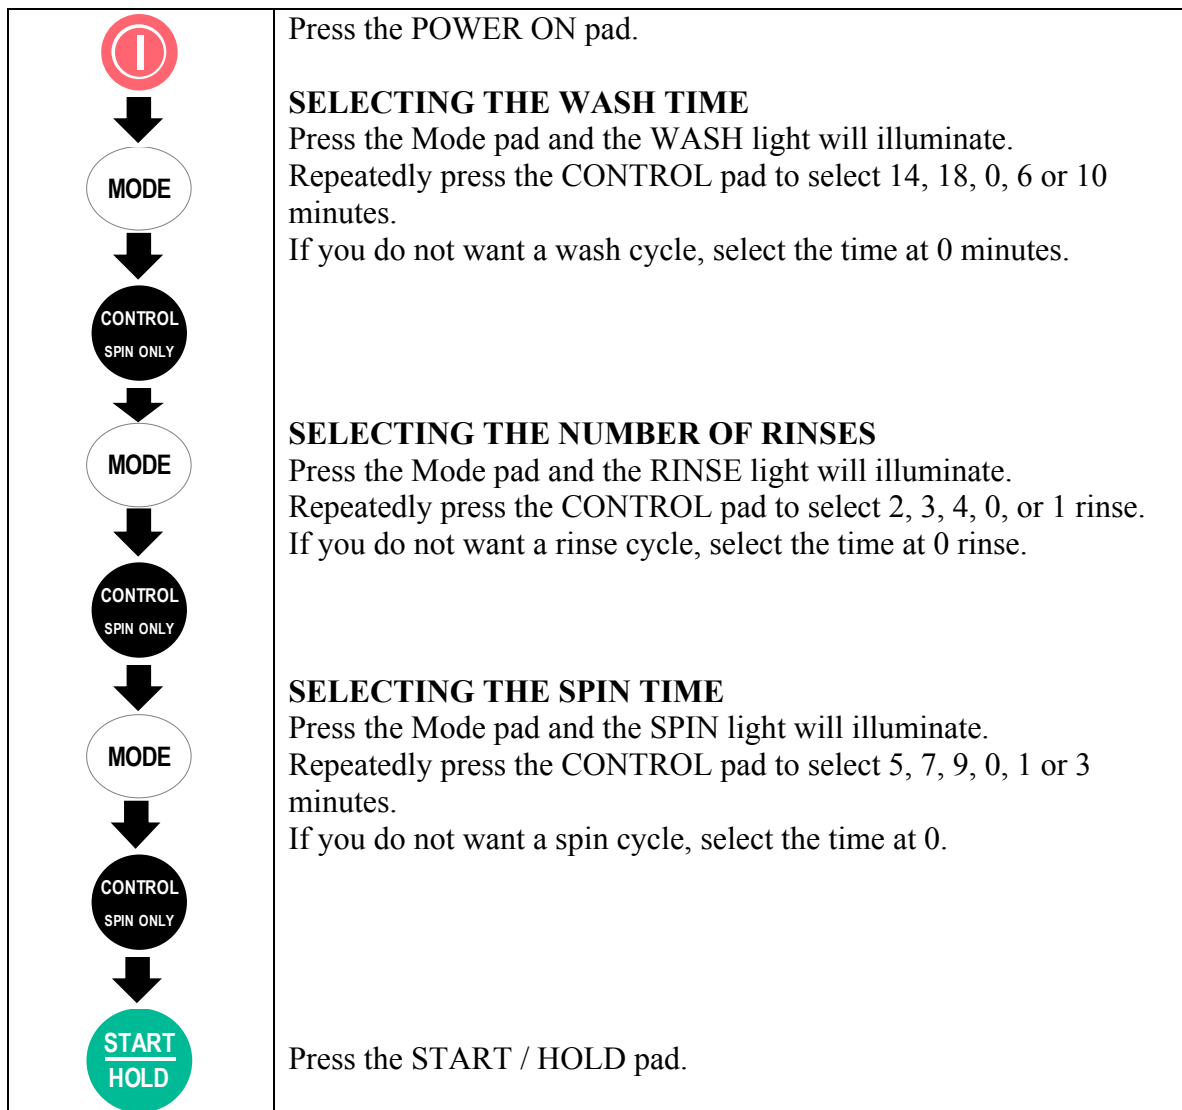 Press the POWER ON pad.
SELECTING THE WASH TIME
Press the Mode pad and the WASH light will illuminate.
MODE
Repeatedly press the CONTROL pad to select 14, 18, 0, 6 or 10
minutes.
If you do not want a wash cycle, select the time at 0 minutes.
CONTROL
SPIN ONLY
SELECTING THE NUMBER OF RINSES
MODE
Press the Mode pad and the RINSE light will illuminate.
Repeatedly press the CONTROL pad to select 2, 3, 4, 0, or 1 rinse.
If you do not want a rinse cycle, select the time at 0 rinse.
CONTROL
SPIN ONLY
SELECTING THE SPIN TIME
Press the Mode pad and the SPIN light will illuminate.
MODE
Repeatedly press the CONTROL pad to select 5, 7, 9, 0, 1 or 3
minutes.
If you do not want a spin cycle, select the time at 0.
CONTROL
SPIN ONLY
START
HOLD
Press the START / HOLD pad.